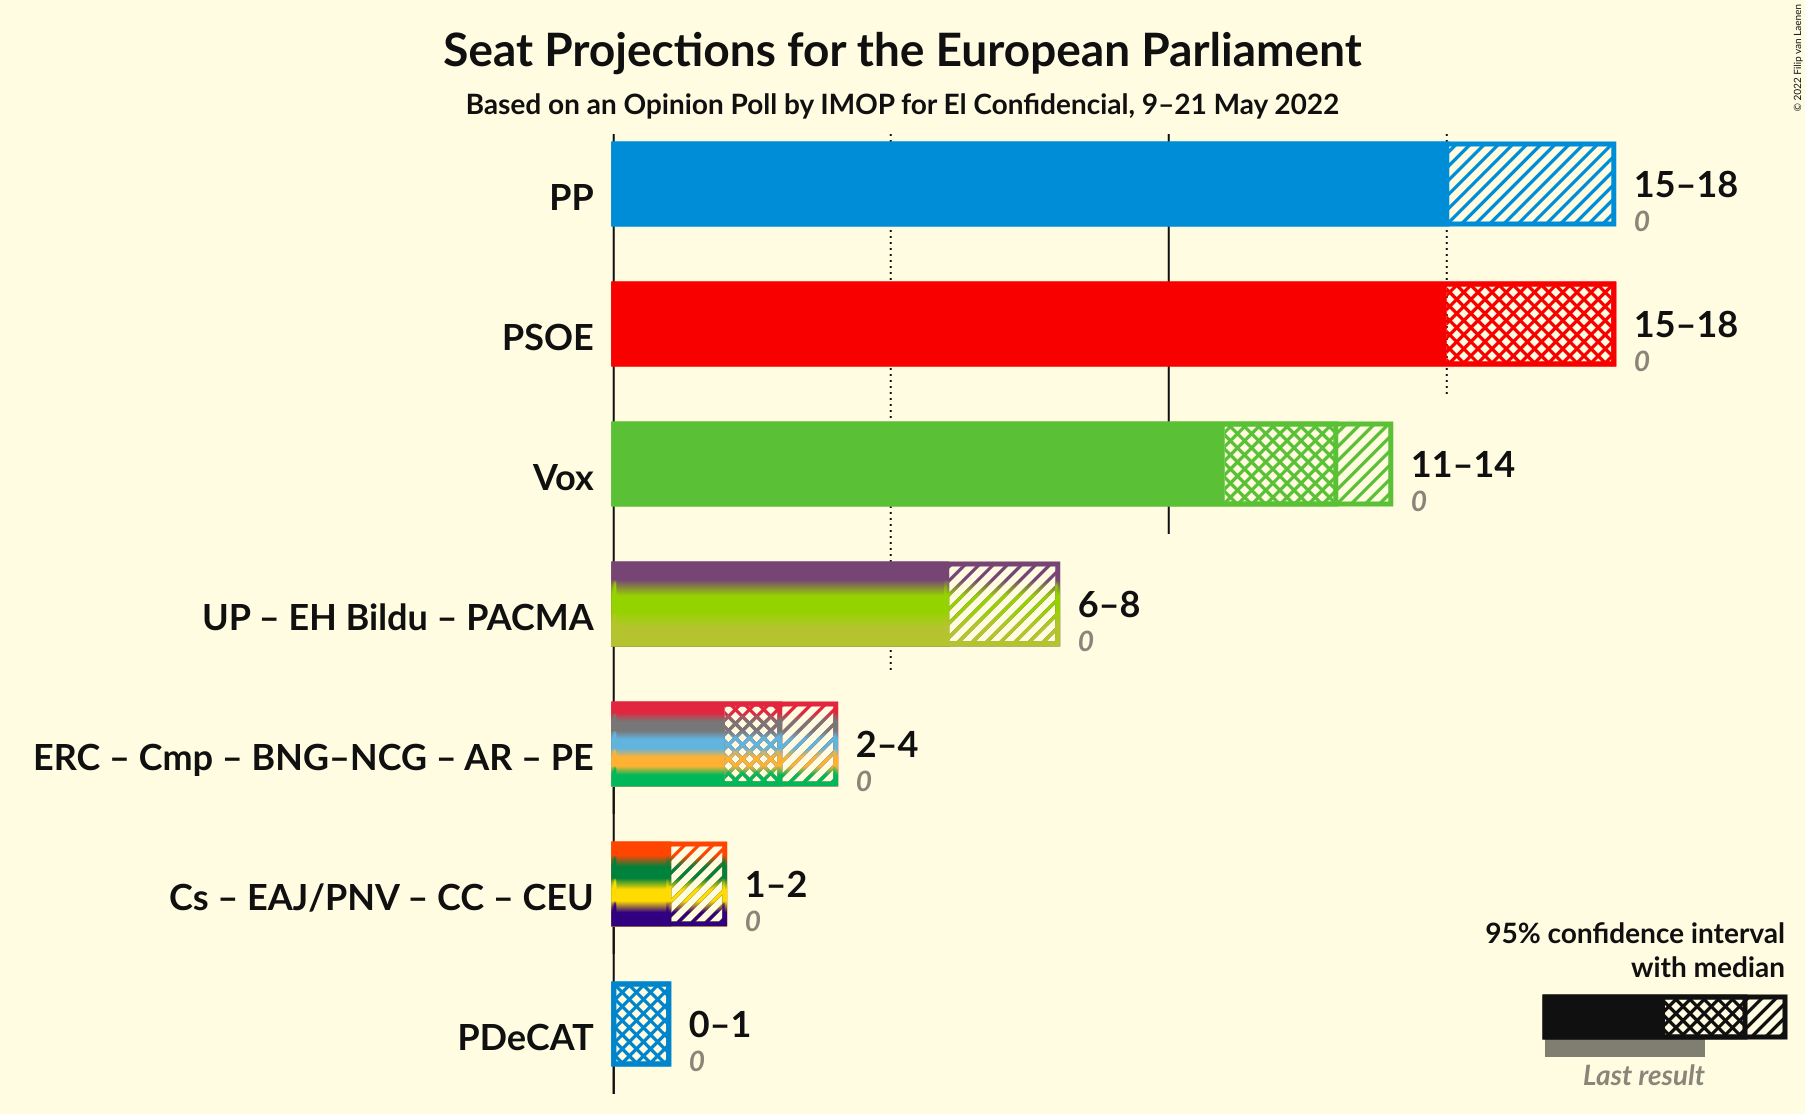 Seat Projections for the European Parliament
Based on an Opinion Poll by IMOP for El Confidencial, 9–21 May 2022
© 2022 Filip van Laenen
PP
15–18
0
PSOE
15–18
0
Vox
11–14
0
UP – EH Bildu – PACMA
6–8
0
ERC – Cmp – BNG–NCG – AR – PE
2–4
0
Cs – EAJ/PNV – CC – CEU
1–2
0
PDeCAT
0–1
0
95% confidence interval
with median
Last result